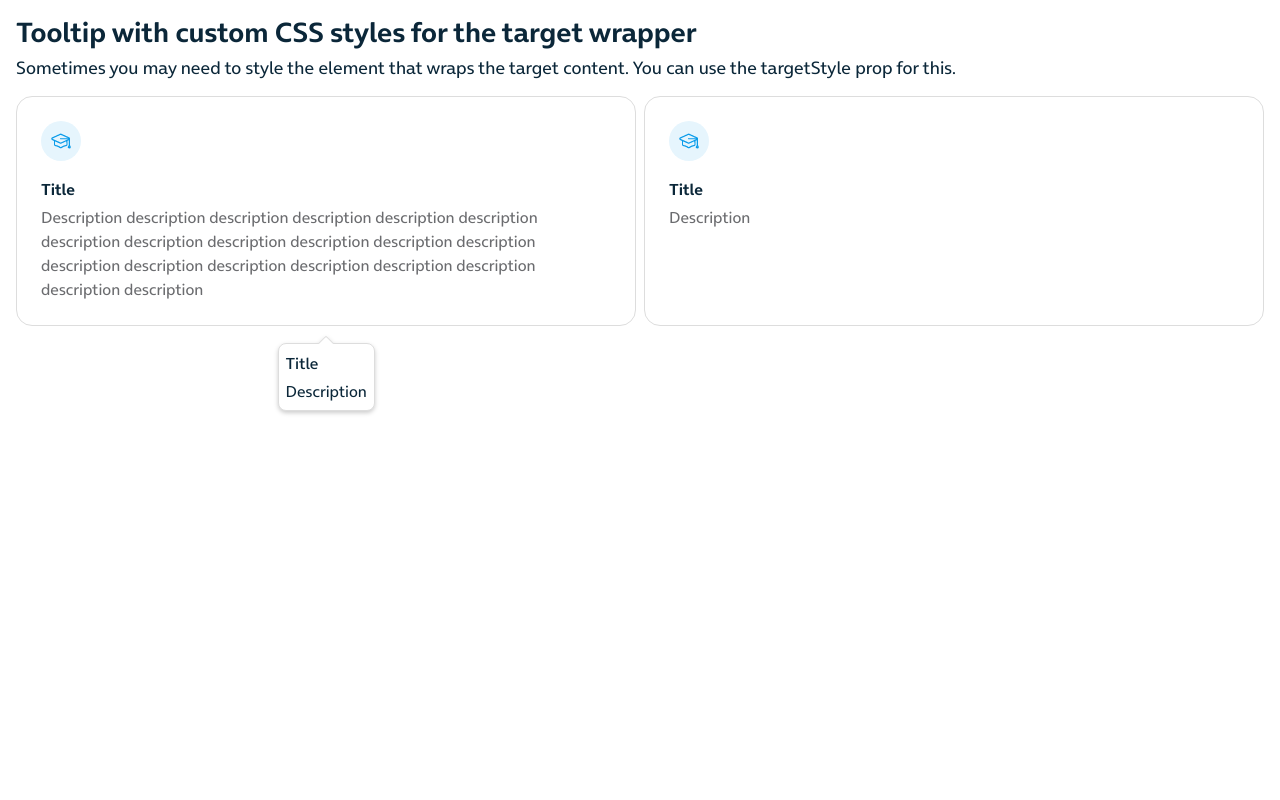 Tooltip with custom CSS styles for the target wrapper
Sometimes you may need to style the element that wraps the target content. You can use the targetStyle prop for this.
Title
Description description description description description description
description description description description description description
description description description description description description
description description
Title
Description
Title
Description